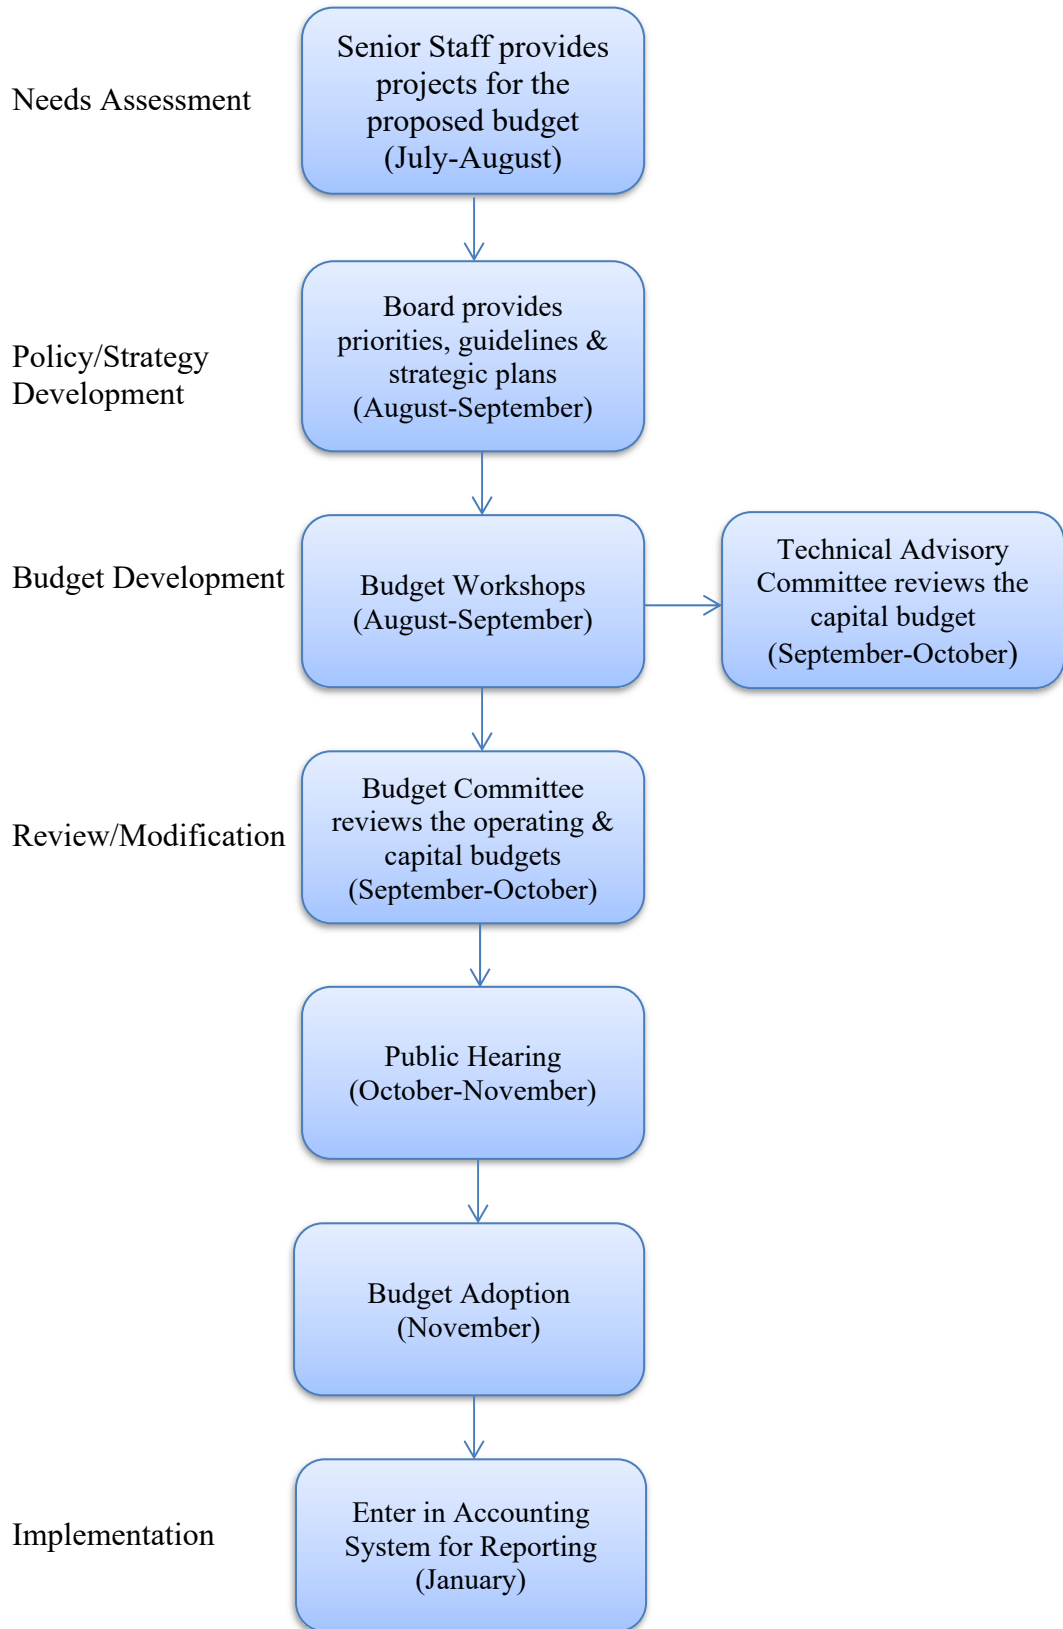 Needs Assessment
Senior Staff provides
projects for the
proposed budget
(July-August)
Policy/Strategy
Development
Board provides
priorities, guidelines &
strategic plans
(August-September)
Budget Development
Budget Workshops
(August-September)
Technical Advisory
Committee reviews the
capital budget
(September-October)
Review/Modification
Budget Committee
reviews the operating &
capital budgets
(September-October)
Public Hearing
(October-November)
Budget Adoption
(November)
Implementation
Enter in Accounting
System for Reporting
(January)